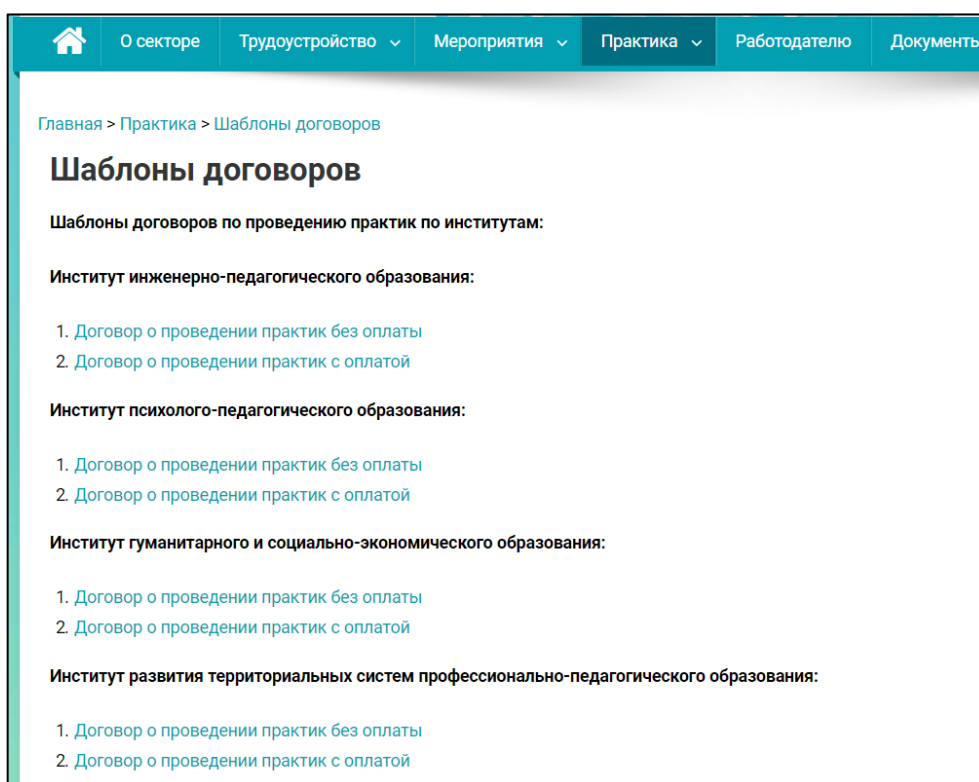 О секторе Трудоустройство Мероприятия Практика Работодателю Документы
Главная > Практика > Шаблоны договоров
Шаблоны договоров
Шаблоны договоров по проведению практик по институтам:
Институт инженерно-педагогического образования:
1. Договор о проведении практик без оплаты
2. Договор о проведении практик с оплатой
Институт психолого-педагогического образования:
1. Договор о проведении практик без оплаты
2. Договор о проведении практик с оплатой
Институт гуманитарного и социально-экономического образования:
1. Договор о проведении практик без оплаты
2. Договор о проведении практик с оплатой
Институт развития территориальных систем профессионально-педагогического образования:
1. Договор о проведении практик без оплаты
2. Договор о проведении практик с оплатой